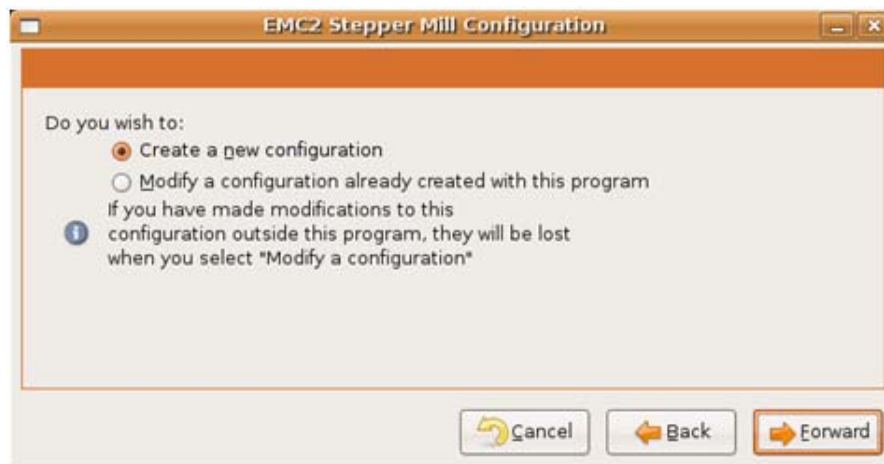 EMC2 Stepper Mill Configuration
Do you wish to:
Create a new configuration
Modify a configuration already created with this program
If you have made modifications to this
configuration outside this program, they will be lost
when you select "Modify a configuration"
Cancel
Back
Forward